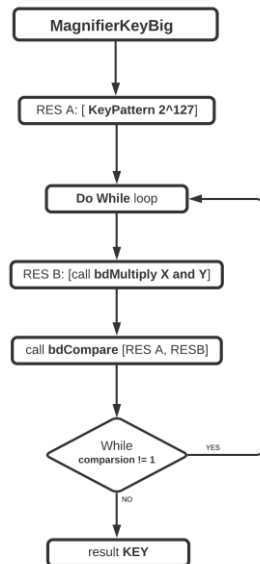 MagnifierKeyBig
RES A: [ KeyPattern 2^127]
Do While loop
RES B: [call bdMultiply X and Y]
call bdCompare [RES A, RESB]
While
comparsion != 1
YES
NO
result KEY